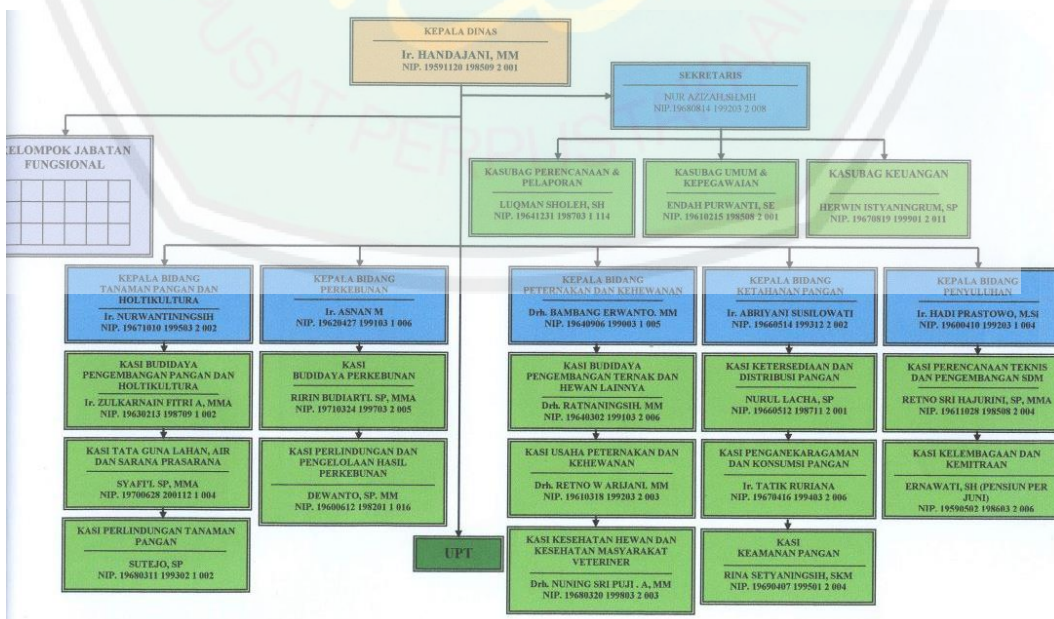 KEPALA DINAS
Ir. HANDAJANI, MM
NIP. 19591120 198509 2 001
SEKRETARIS
NUR AZIZAH,SH,MH
NIP.19680814 199203 2 008
KELOMPOK JABATAN
FUNGSIONAL
KASUBAG PERENCANAAN &
PELAPORAN
LUQMAN SHOLEH, SH
NIP. 19641231 198703 1 114
KASUBAG UMUM &
KEPEGAWAIAN
ENDAH PURWANTI, SE
NIP. 19610215 198508 2 001
KASUBAG KEUANGAN
HERWIN ISTYANINGRUM, SP
NIP. 19670819 199901 2 011
KEPALA BIDANG
TANAMAN PANGAN DAN
HOLTIKULTURA
Ir. NURWANTININGSIH
NIP. 19671010 199503 2 002
KEPALA BIDANG
PERKEBUNAN
Ir. ASNAN M
NIP. 19620427 199103 1 006
KEPALA BIDANG
PETERNAKAN DAN KEHEWANAN
Drh. BAMBANG ERWANTO. MM
NIP. 19640906 199003 1 005
KEPALA BIDANG
KETAHANAN PANGAN
Ir. ABRIYANI SUSILOWATI
NIP. 19660514 199312 2 002
KEPALA BIDANG
PENYULUHAN
Ir. HADI PRASTOWO, M.Si
NIP. 19600410 199203 1 004
KASI BUDIDAYA
PENGEMBANGAN PANGAN DAN
HOLTIKULTURA
Ir. ZULKARNAIN FITRI A, MMA
NIP. 19630213 198709 1 002
KASI
BUDIDAYA PERKEBUNAN
RIRIN BUDIARTI. SP, MMA
NIP. 19710324 199703 2 005
KASI BUDIDAYA
PENGEMBANGAN TERNAK DAN
HEWAN LAINNYA
Drh. RATNANINGSIH. MM
NIP. 19640302 199103 2 006
KASI KETERSEDIAAN DAN
DISTRIBUSI PANGAN
NURUL LACHA, SP
NIP. 19660512 198711 2 001
KASI PERENCANAAN TEKNIS
DAN PENGEMBANGAN SDM
RETNO SRI HAJURINI, SP, MMA
NIP. 19611028 198508 2 004
KASI TATA GUNA LAHAN, AIR
DAN SARANA PRASARANA
SYAFI'I, SP, MMA
NIP. 19700628 200112 1 004
KASI PERLINDUNGAN DAN
PENGELOLAAN HASIL
PERKEBUNAN
DEWANTO, SP. MM
NIP. 19600612 198201 1 016
KASI USAHA PETERNAKAN DAN
KEHEWANAN
Drh. RETNO W ARIJANI. MM
NIP. 19610318 199203 2 003
KASI PENGANEKARAGAMAN
DAN KONSUMSI PANGAN
Ir. TATIK RURIANA
NIP. 19670416 199403 2 006
KASI KELEMBAGAAN DAN
KEMITRAAN
ERNAWATI, SH (PENSIUN PER
JUNI)
NIP. 19590502 198603 2 006
KASI PERLINDUNGAN TANAMAN
PANGAN
SUTEJO, SP
NIP. 19680311 199302 1 002
UPT
KASI KESEHATAN HEWAN DAN
KESEHATAN MASYARAKAT
VETERINER
Drh. NUNING SRI PUJI . A, MM
NIP. 19680320 199803 2 003
KASI
KEAMANAN PANGAN
RINA SETYANINGSIH, SKM
NIP. 19690407 199501 2 004